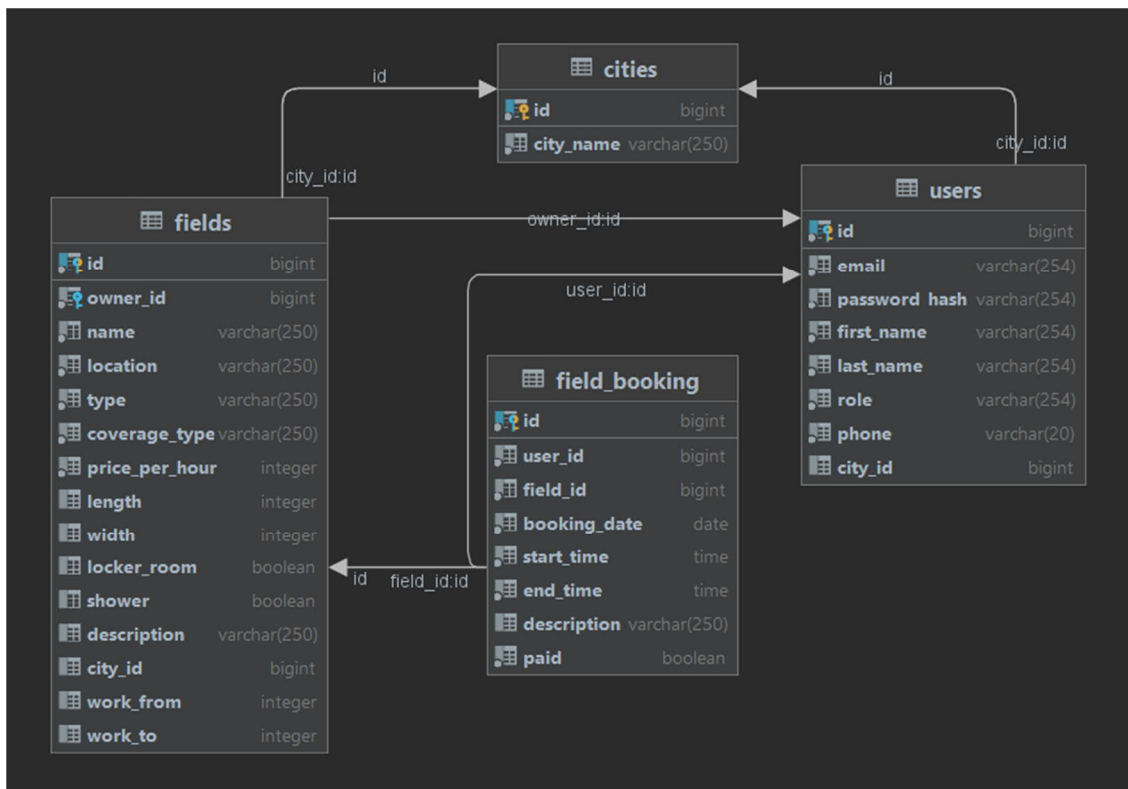 cities
id bigint
city_name varchar(250)
id
id
city_id:id
city_id:id
fields
id bigint
owner_id bigint
name varchar(250)
location varchar(250)
type varchar(250)
coverage_type varchar(250)
price_per_hour integer
length integer
width integer
locker_room boolean
shower boolean
description varchar(250)
city_id bigint
work_from integer
work_to integer
owner_id:id
user_id:id
users
id bigint
email varchar(254)
password_hash varchar(254)
first_name varchar(254)
last_name varchar(254)
role varchar(254)
phone varchar(20)
city_id bigint
field_booking
id bigint
user_id bigint
field_id bigint
booking_date date
start_time time
end_time time
description varchar(250)
paid boolean
id
field_id:id